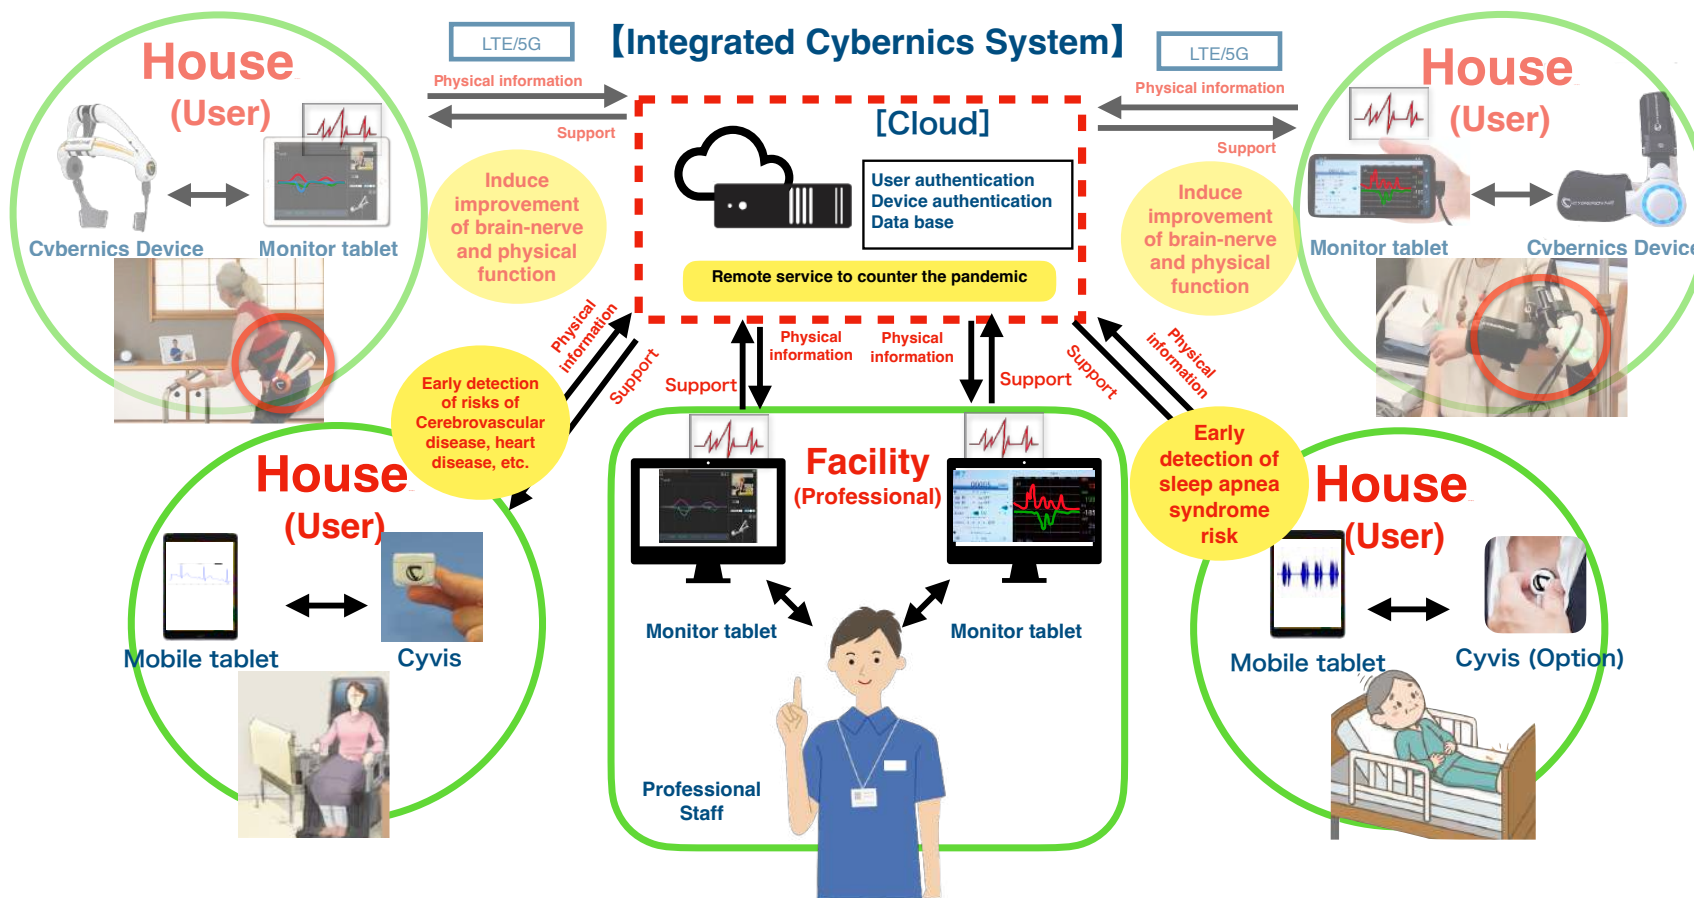 【Integrated Cybernics System】
LTE/5G
Physical information
Support
House
(User)
Cybernics Device
Monitor tablet
Induce
improvement
of brain-nerve
and physical
function
[Cloud]
User authentication
Device authentication
Data base
Remote service to counter the pandemic
LTE/5G
Physical information
Support
House
(User)
Monitor tablet
Cybernics Device
Induce
improvement
of brain-nerve
and physical
function
Physical
information
Support
Early detection
of risks of
Cerebrovascular
disease, heart
disease, etc.
House
(User)
Mobile tablet
Cyvis
Support
Physical
information
Physical
information
Support
Facility
(Professional)
Monitor tablet
Monitor tablet
Professional
Staff
Support
Physical
information
Early
detection of
sleep apnea
syndrome
risk
House
(User)
Mobile tablet
Cyvis (Option)